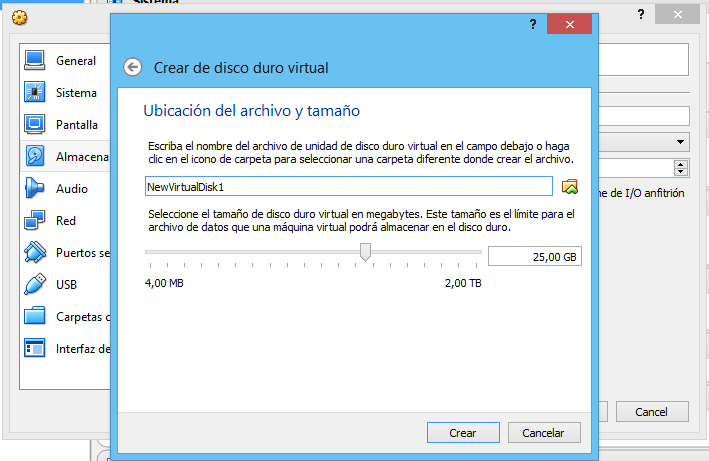 Sistema
?
?
General
Sistema
Pantalla
Almacena
Audio
Red
Puertos se
USB
Carpetas c
Interfaz de
Crear de disco duro virtual
Ubicación del archivo y tamaño
Escriba el nombre del archivo de unidad de disco duro virtual en el campo debajo o haga
clic en el icono de carpeta para seleccionar una carpeta diferente donde crear el archivo.
NewVirtualDisk1
ne de I/O anfitrión
Seleccione el tamaño de disco duro virtual en megabytes. Este tamaño es el límite para el
archivo de datos que una máquina virtual podrá almacenar en el disco duro.
25,00 GB
4,00 MB
2,00 TB
Crear
Cancelar
Cancel